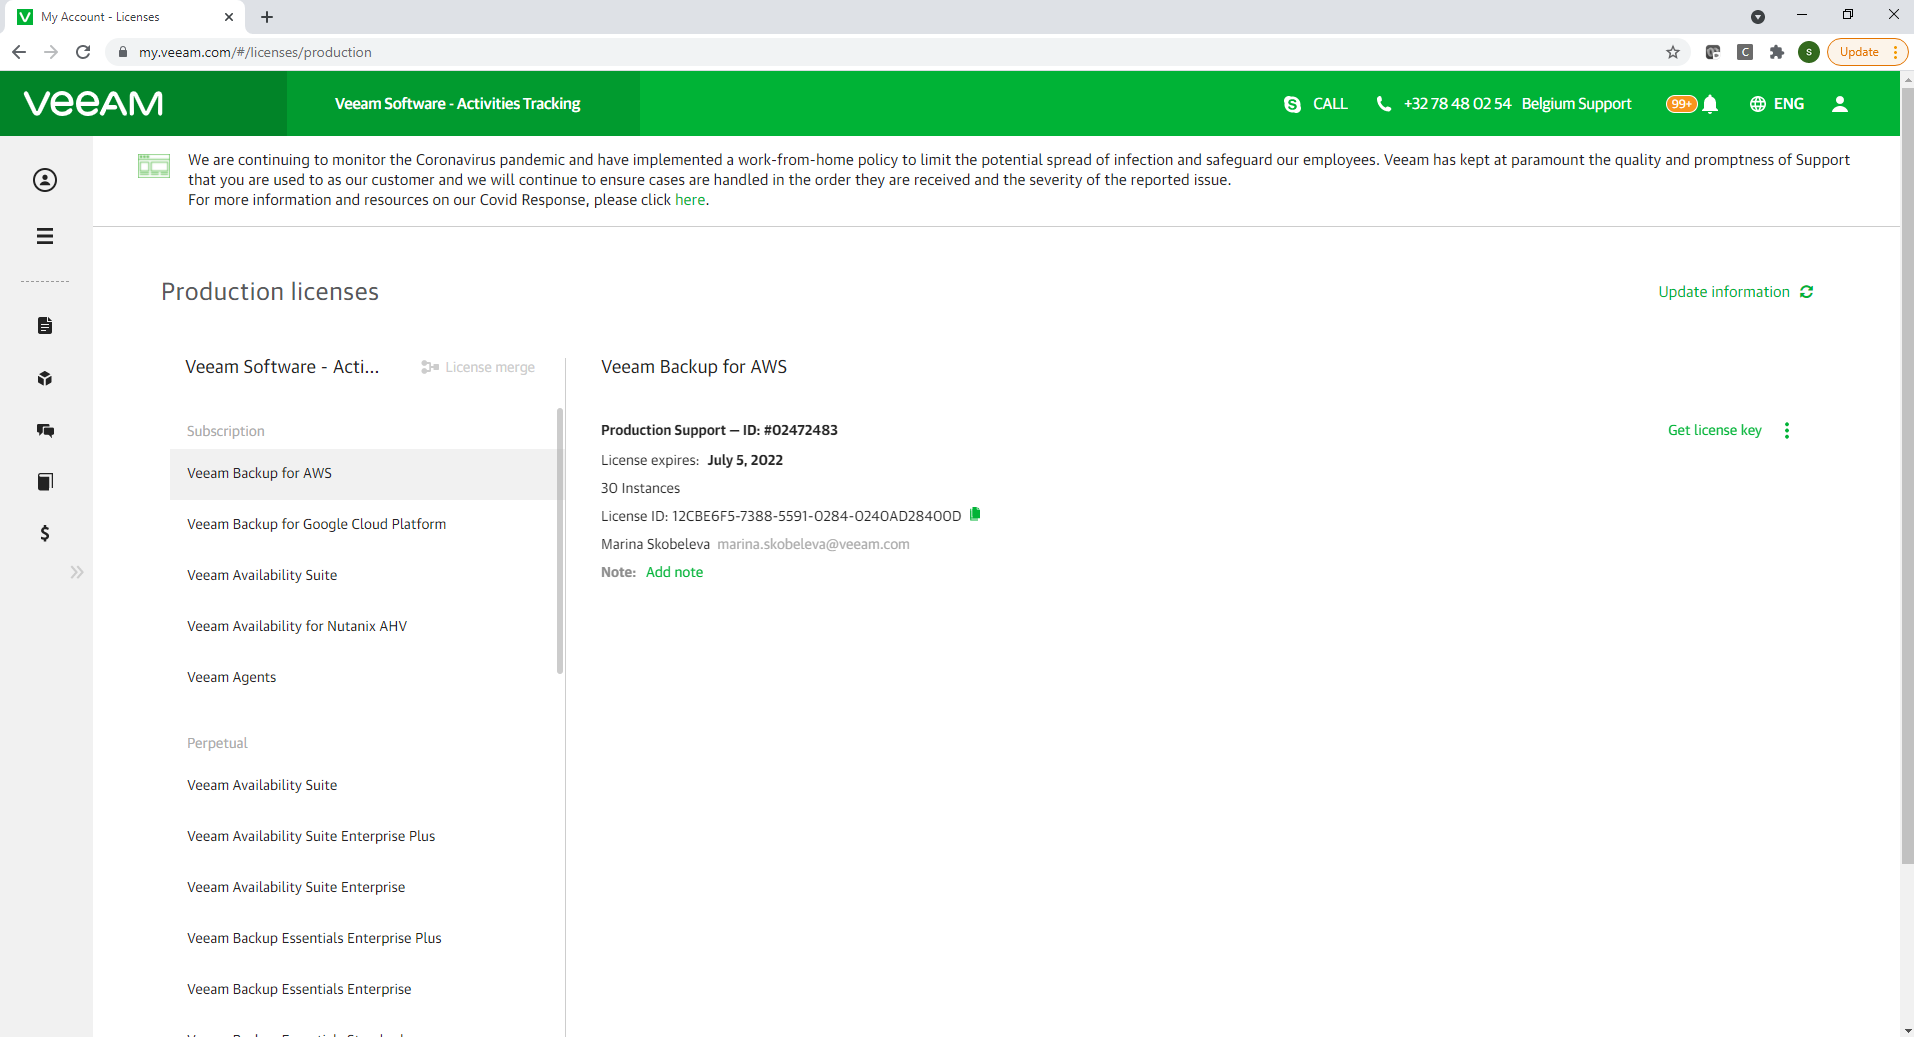 My Account - Licenses
my.veeam.com/#/licenses/production
C
s
Update
VEEAM
Veeam Software - Activities Tracking
CALL
+32 78 48 02 54 Belgium Support
99+
ENG
We are continuing to monitor the Coronavirus pandemic and have implemented a work-from-home policy to limit the potential spread of infection and safeguard our employees. Veeam has kept at paramount the quality and promptness of Support
that you are used to as our customer and we will continue to ensure cases are handled in the order they are received and the severity of the reported issue.
For more information and resources on our Covid Response, please click here.
Production licenses
Update information
Veeam Software - Acti...
License merge
Subscription
Veeam Backup for AWS
Veeam Backup for Google Cloud Platform
Veeam Availability Suite
Veeam Availability for Nutanix AHV
Veeam Agents
Perpetual
Veeam Availability Suite
Veeam Availability Suite Enterprise Plus
Veeam Availability Suite Enterprise
Veeam Backup Essentials Enterprise Plus
Veeam Backup Essentials Enterprise
Veeam Backup for AWS
Production Support — ID: #02472483
Get license key
License expires: July 5, 2022
30 Instances
License ID: 12CBE6F5-7388-5591-0284-0240AD28400D
Marina Skobeleva marina.skobeleva@veeam.com
Note: Add note